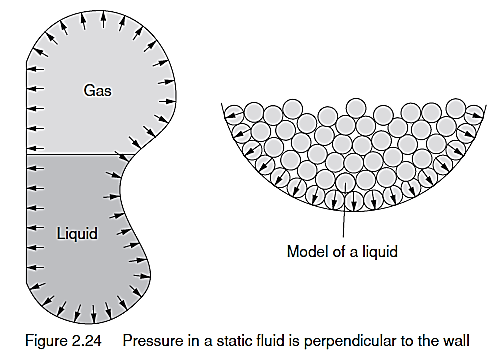 Gas
Liquid
Model of a liquid
Figure 2.24 Pressure in a static fluid is perpendicular to the wall